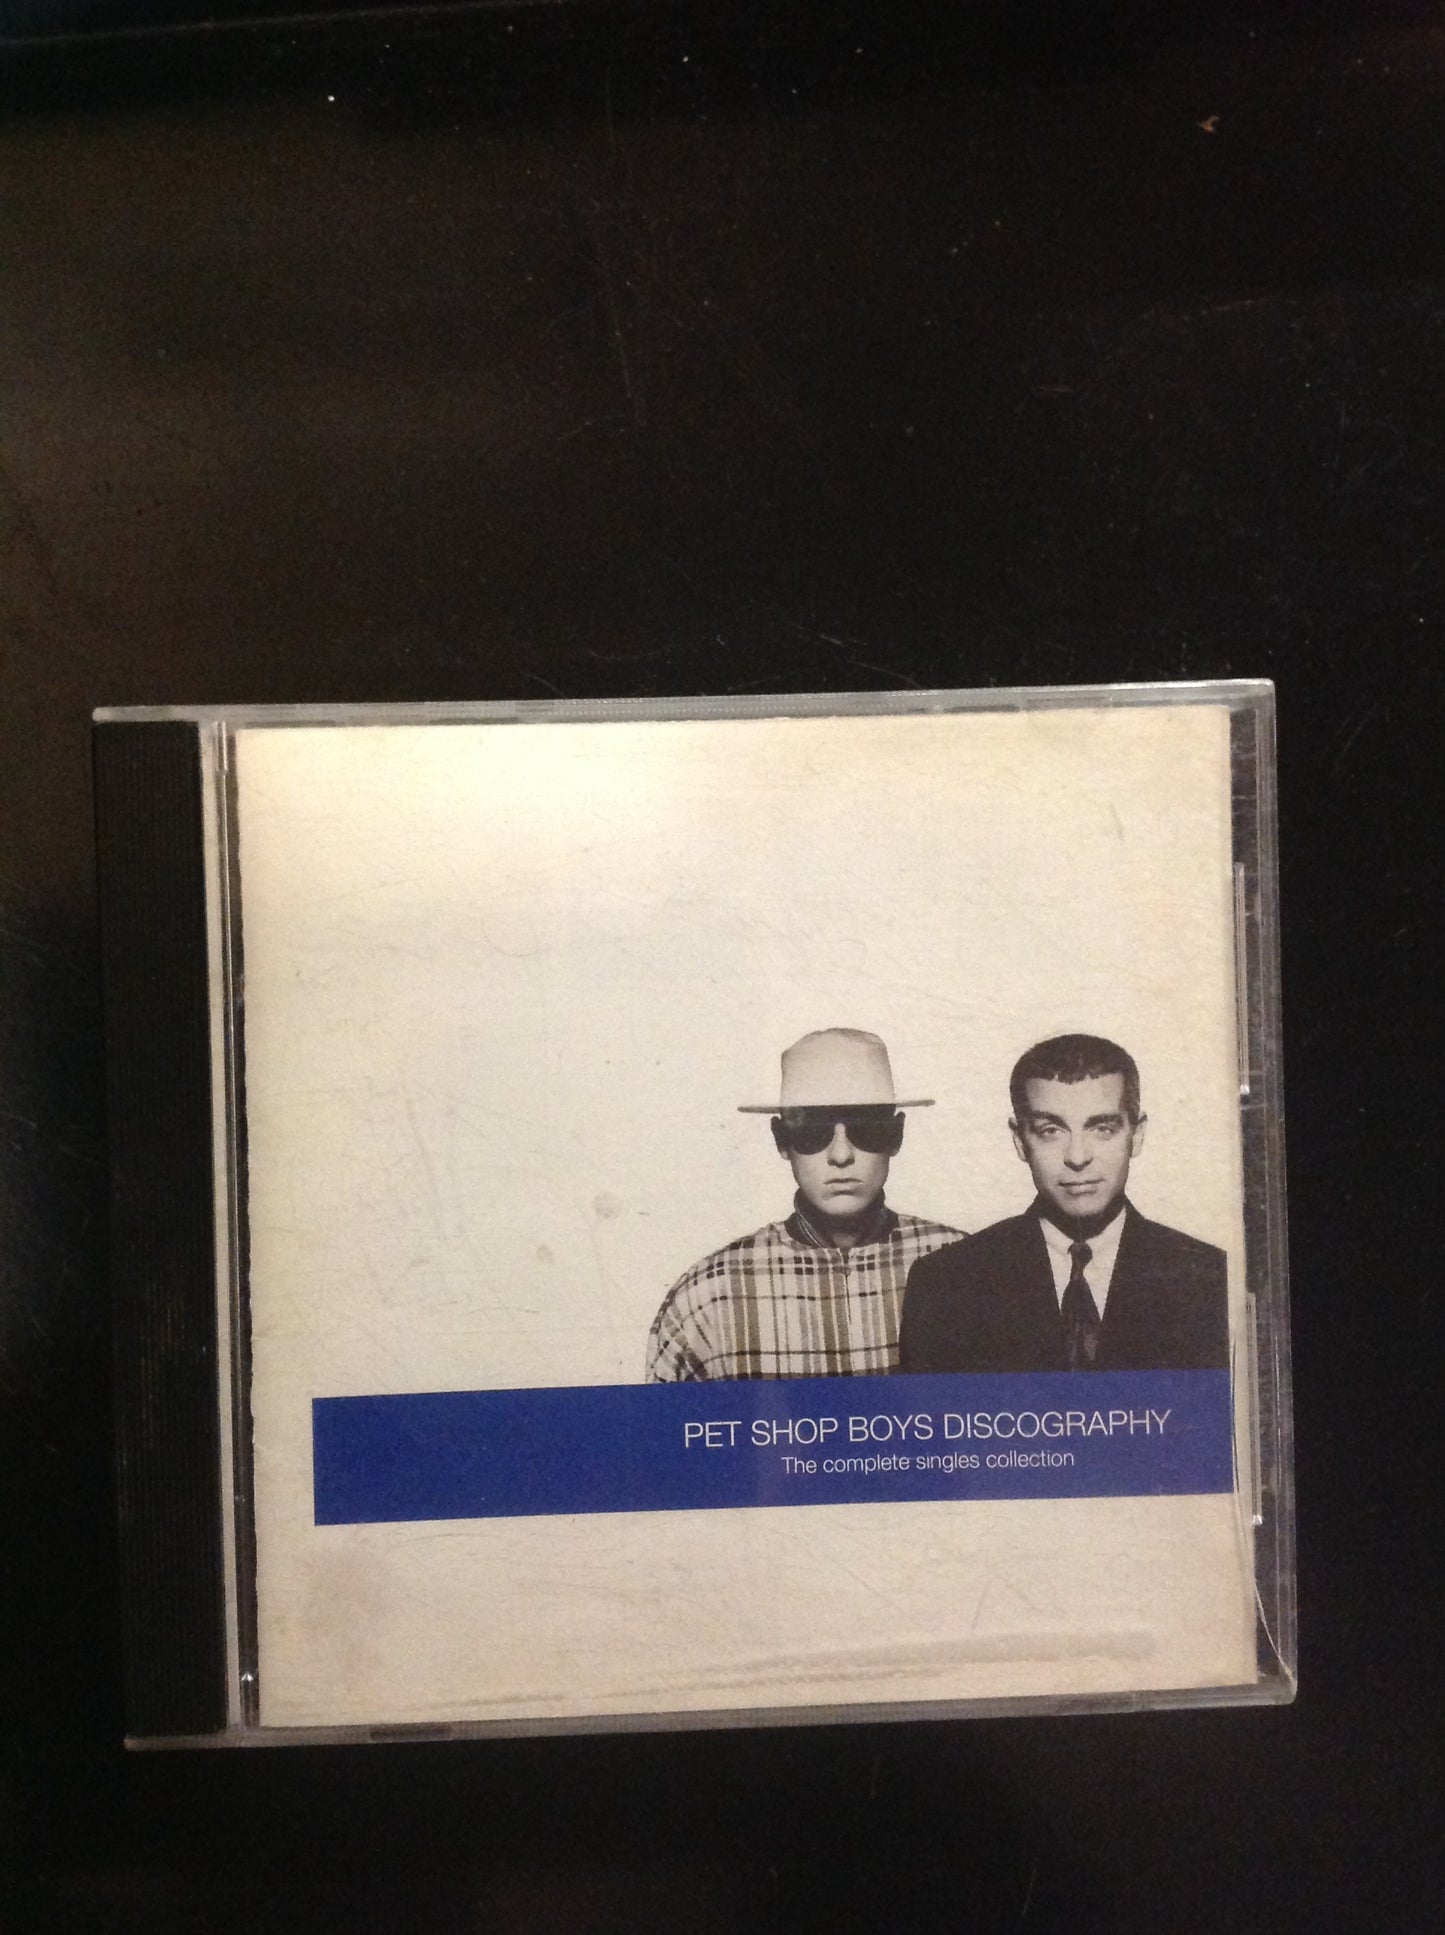 PET SHOP BOYS DISCOGRAPHY
The complete singles collection